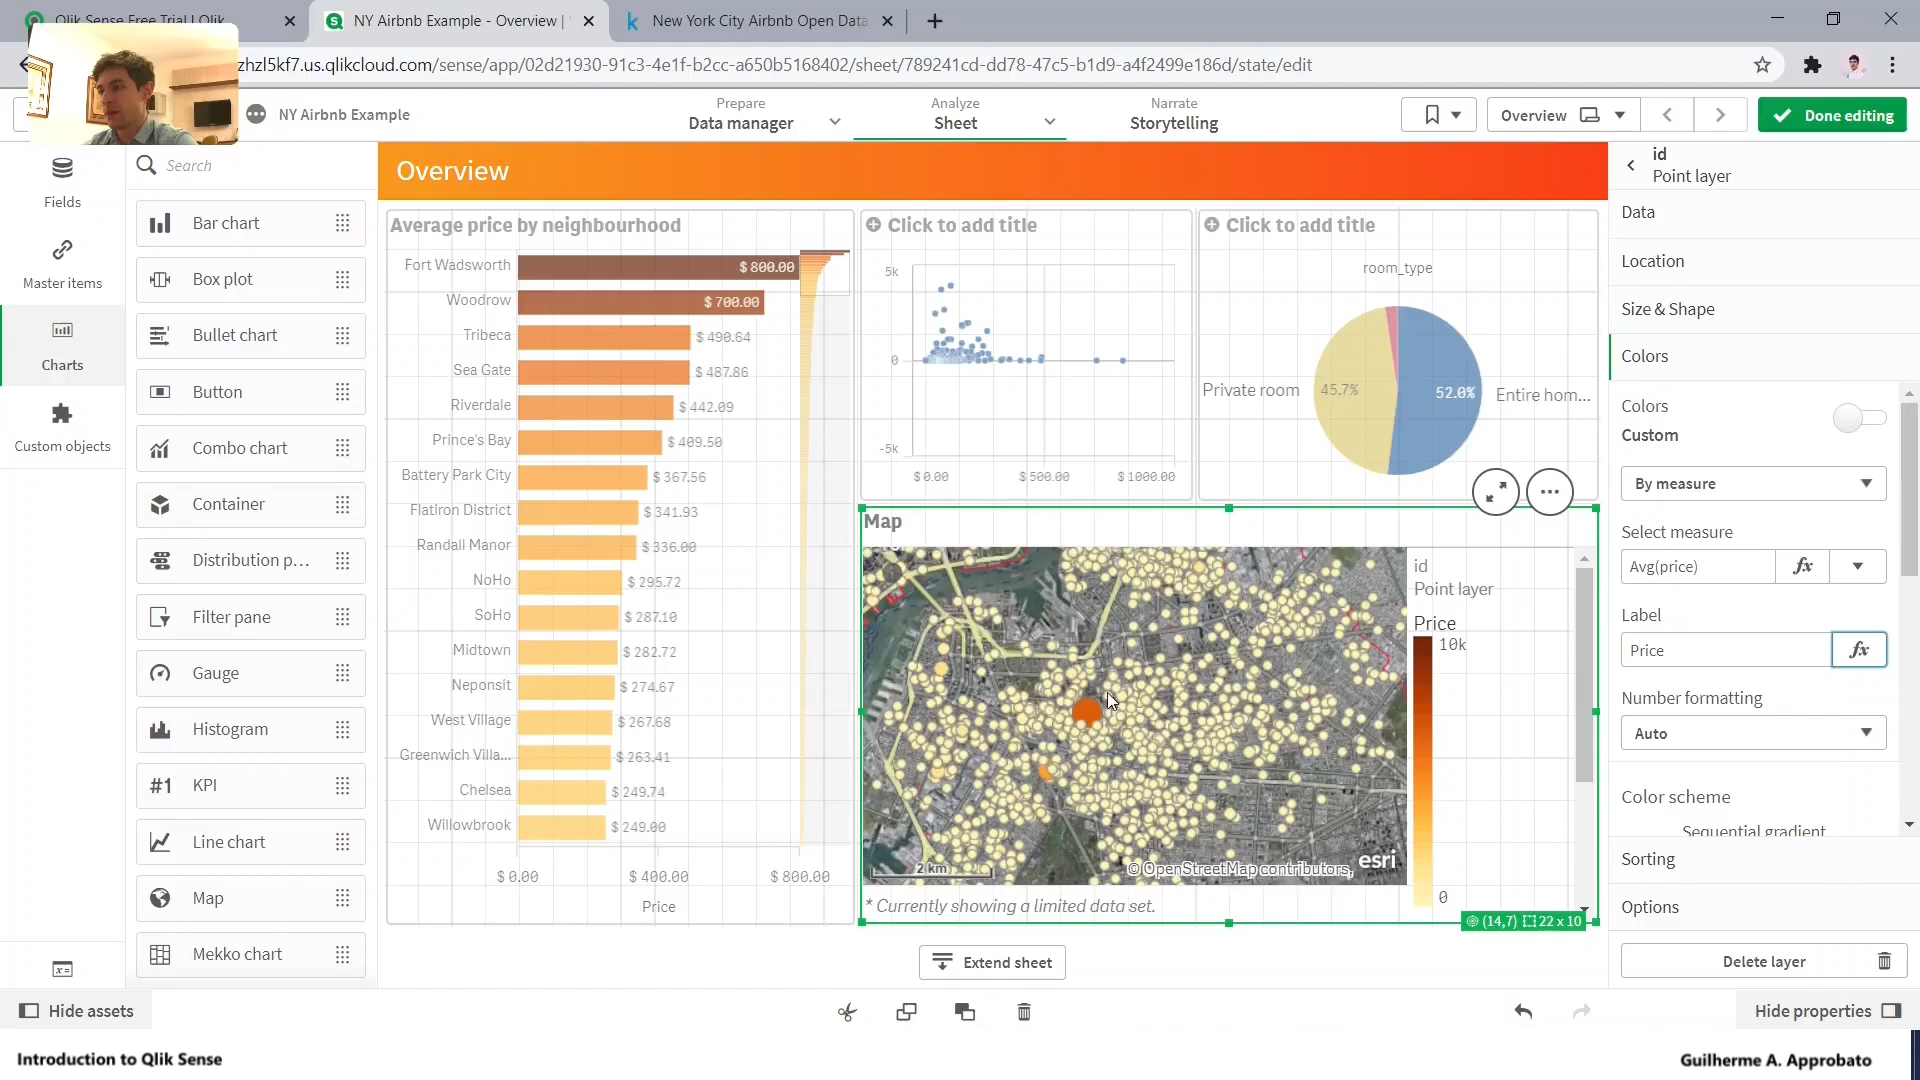 Qlik Sense Free Trial | Qlik
NY Airbnb Example - Overview |
New York City Airbnb Open Data
zhzl5kf7.us.qlikcloud.com/sense/app/02d21930-91c3-4e1f-b2cc-a650b5168402/sheet/789241cd-dd78-47c5-b1d9-a4f2499e186d/state/edit
NY Airbnb Example
Prepare
Data manager
Analyze
Sheet
Narrate
Storytelling
Overview
Done editing
Fields
Master items
Charts
Custom objects
Search
Bar chart
Box plot
Bullet chart
Button
Combo chart
Container
Distribution p...
Filter pane
Gauge
Histogram
#1 KPI
Line chart
Map
Mekko chart
Overview
Average price by neighbourhood
Fort Wadsworth $ 800.00
Woodrow $ 700.00
Tribeca $ 490.64
Sea Gate $ 487.86
Riverdale $ 442.09
Prince's Bay $ 409.50
Battery Park City $ 367.56
Flatiron District $ 341.93
Randall Manor $ 336.00
NoHo $ 295.72
SoHo $ 287.10
Midtown $ 282.72
Neponsit $ 274.67
West Village $ 267.68
Greenwich Villa... $ 263.41
Chelsea $ 249.74
Willowbrook $ 249.00
$ 0.00 $ 400.00 $ 800.00
Price
Click to add title
5k
0
-5k
$ 0.00 $ 500.00 $ 1000.00
Click to add title
room_type
Private room 45.7% 52.0% Entire hom...
Map
2 km
© OpenStreetMap contributors,
esri
* Currently showing a limited data set.
id
Point layer
Price
10k
0
(14,7) 22 x 10
Extend sheet
id
Point layer
Data
Location
Size & Shape
Colors
Colors
Custom
By measure
Select measure
Avg(price) fx
Label
Price fx
Number formatting
Auto
Color scheme
Sequential gradient
Sorting
Options
Delete layer
Hide assets
Hide properties
Introduction to Qlik Sense
Guilherme A. Approbato